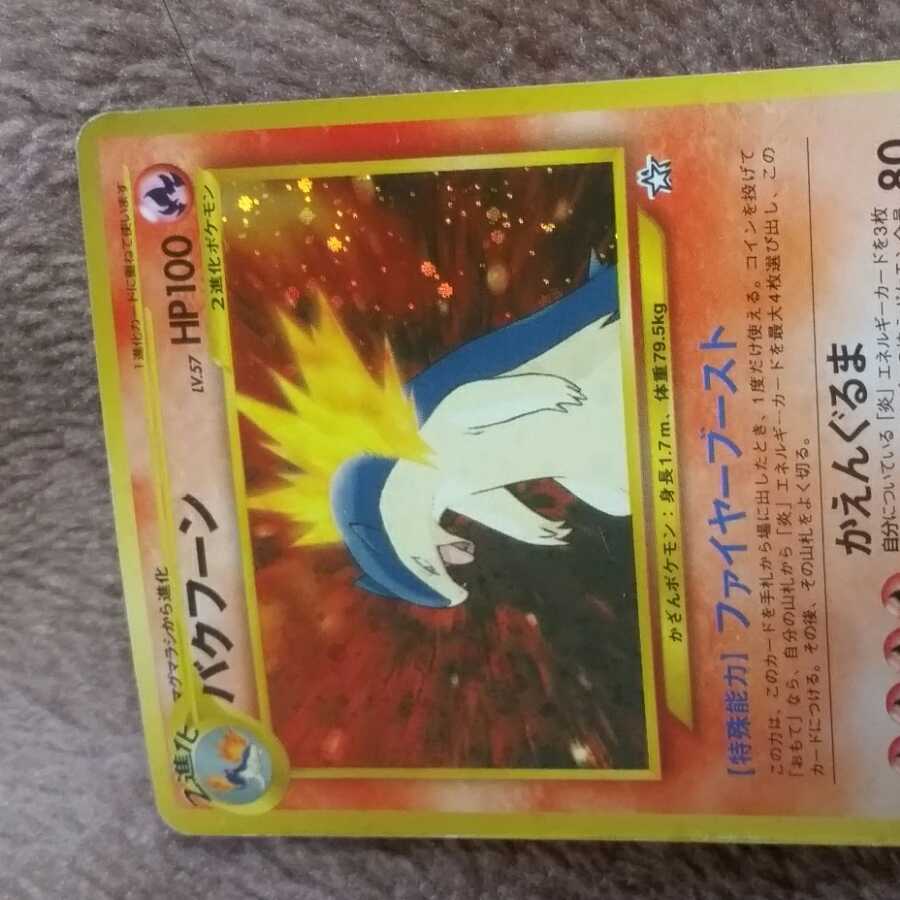 1進化カードに重ねて使います
マグマラシから進化
2進化
バクフーン
LV.57
HP100
2進化ポケモン
かざんポケモン：身長1.7m、体重79.5kg
【特殊能力】ファイヤーブースト
この力は、このカードを手札から場に出したとき、1度だけ使える。コインを投げて
「おもて」なら、自分の山札から「炎」エネルギーカードを最大4枚選び出し、この
カードにつける。その後、その山札をよく切る。
かえんぐるま
80
自分についている「炎」エネルギーカードを3枚